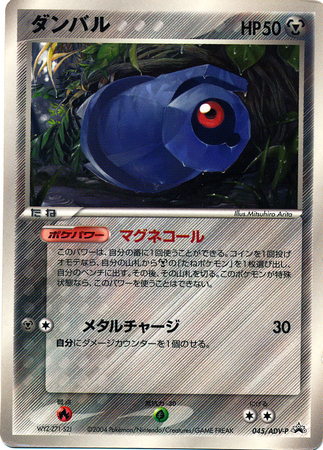 ダンバル HP50
たね
Illus.Mitsuhiro Arita
ポケパワー マグネコール
このパワーは、自分の番に1回使うことができる。コインを1回投げ
オモテなら、自分の山札から の「たねポケモン」を1枚選び出し、
自分のベンチに出す。その後、その山札を切る。このポケモンが特殊
状態なら、このパワーは使うことはできない。
メタルチャージ 30
自分にダメージカウンターを1個のせる。
弱点 抵抗力 -30 にげる
©2004 Pokémon/Nintendo/Creatures/GAME FREAK
045/ADV-P